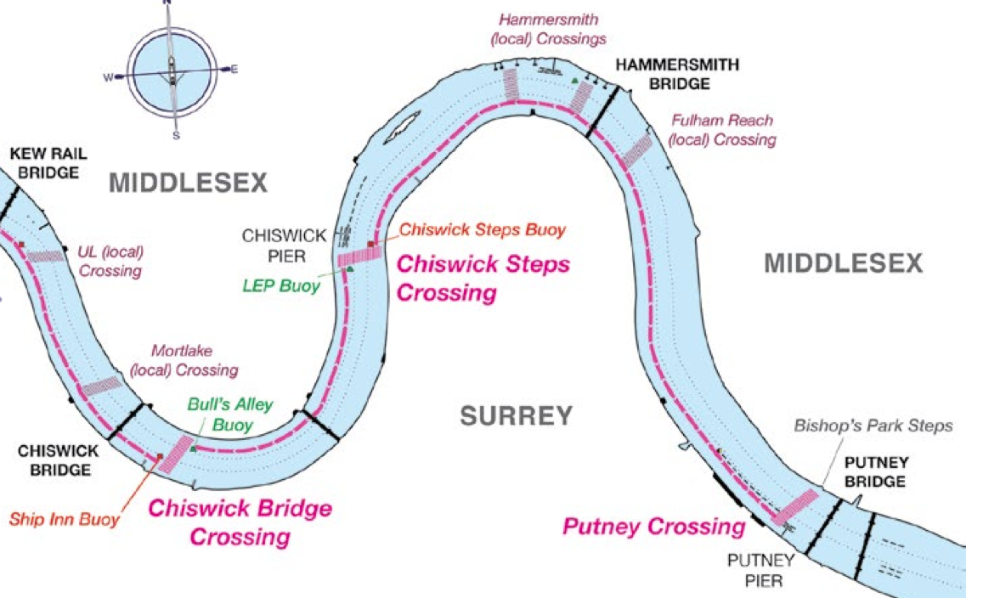 N
W
E
S
Hammersmith
(local) Crossings
HAMMERSMITH
BRIDGE
Fulham Reach
(local) Crossing
KEW RAIL
BRIDGE
MIDDLESEX
CHISWICK
PIER
Chiswick Steps Buoy
UL (local)
Crossing
LEP Buoy
Chiswick Steps
Crossing
MIDDLESEX
Mortlake
(local) Crossing
Bull's Alley
Buoy
SURREY
Bishop's Park Steps
CHISWICK
BRIDGE
PUTNEY
BRIDGE
Ship Inn Buoy
Chiswick Bridge
Crossing
Putney Crossing
PUTNEY
PIER